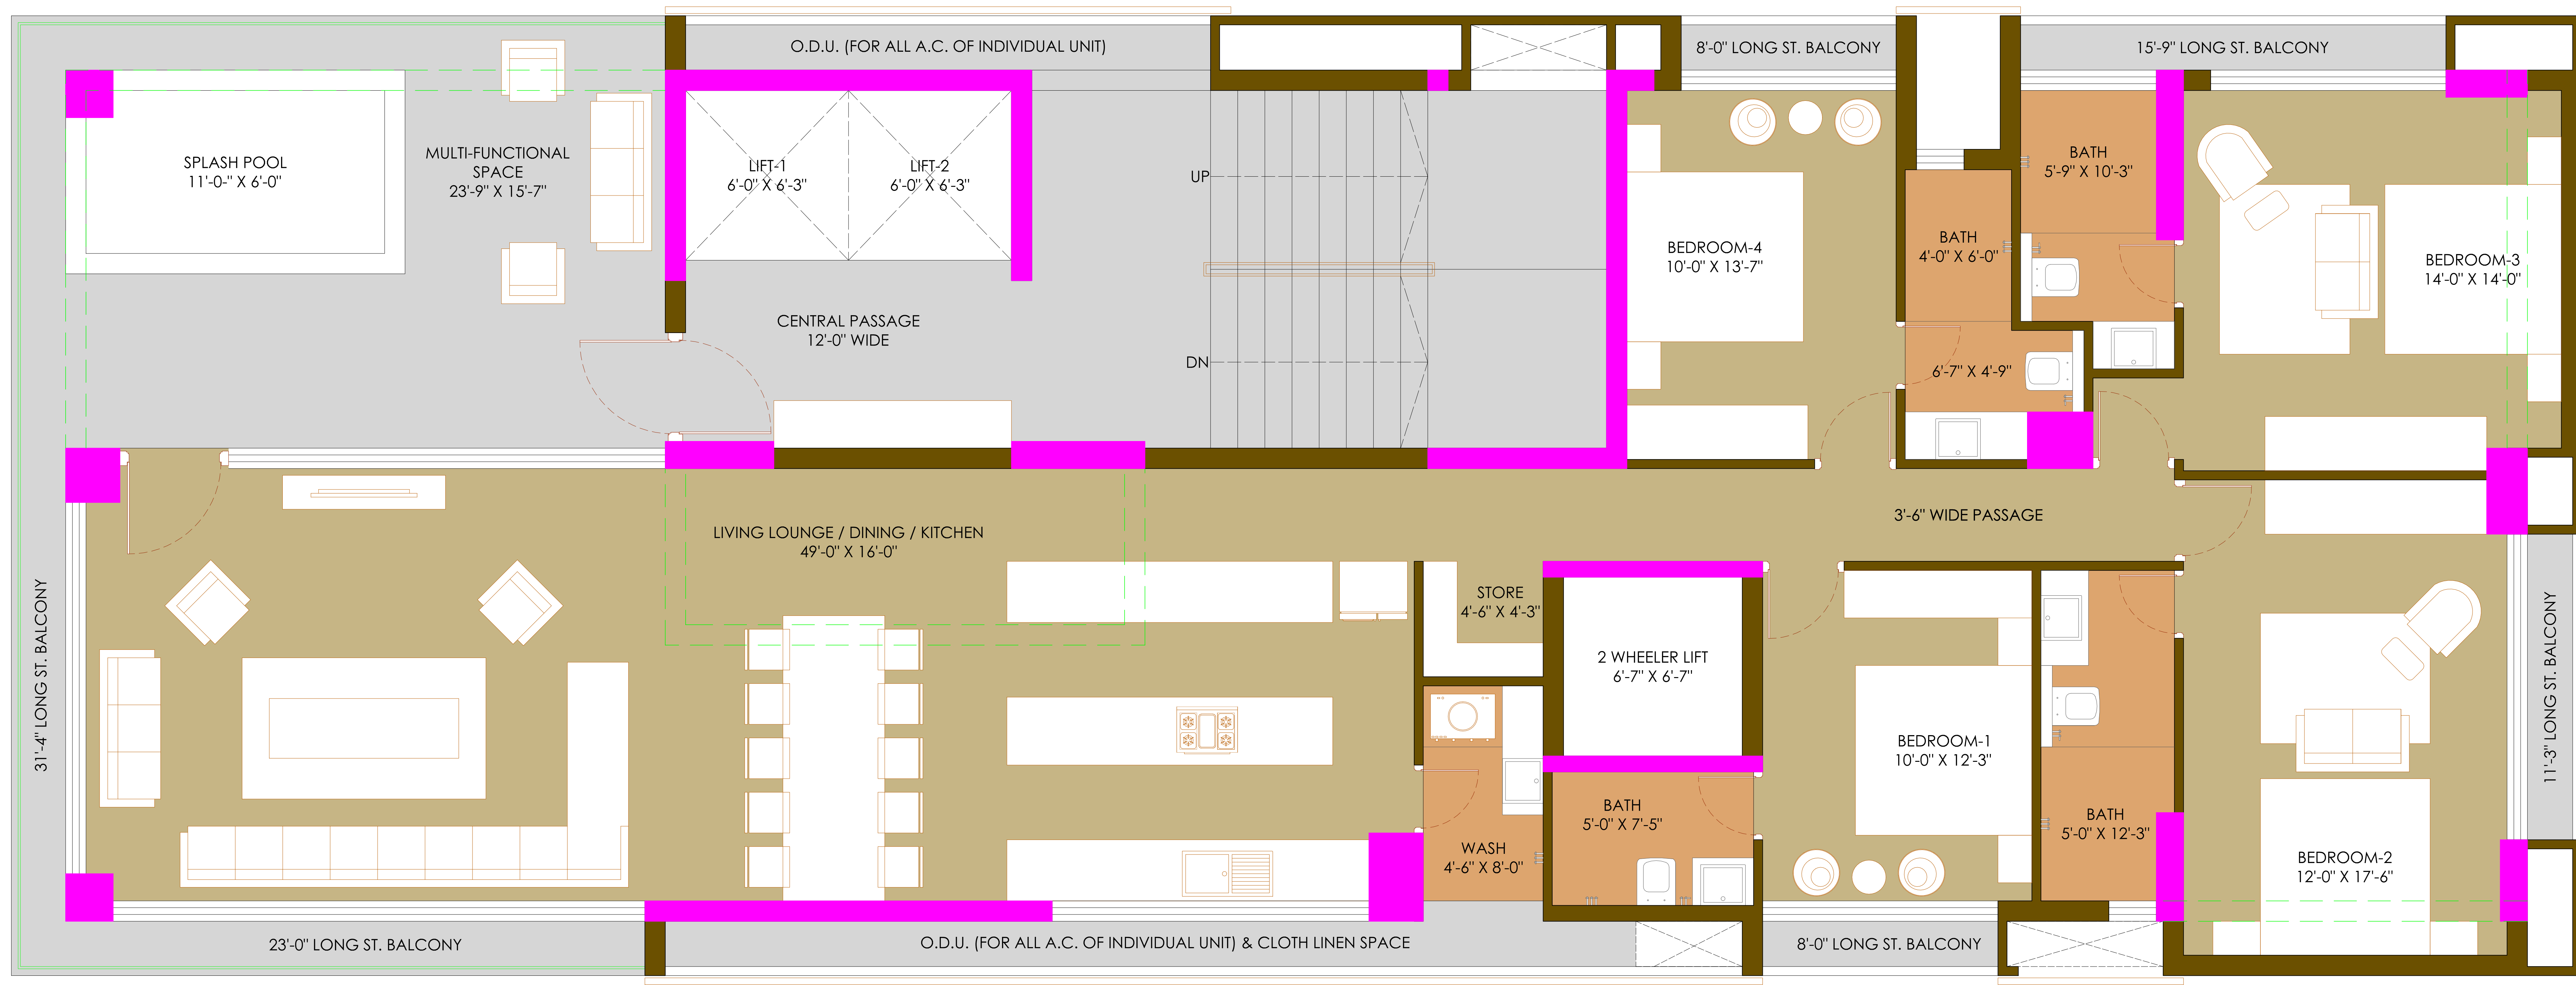 O.D.U. (FOR ALL A.C. OF INDIVIDUAL UNIT)
8'-0" LONG ST. BALCONY
15'-9" LONG ST. BALCONY
SPLASH POOL
11'-0-" X 6'-0"
MULTI-FUNCTIONAL
SPACE
23'-9" X 15'-7"
LIFT-1
6'-0" X 6'-3"
LIFT-2
6'-0" X 6'-3"
UP
DN
CENTRAL PASSAGE
12'-0" WIDE
BEDROOM-4
10'-0" X 13'-7"
BATH
4'-0" X 6'-0"
6'-7" X 4'-9"
BATH
5'-9" X 10'-3"
BEDROOM-3
14'-0" X 14'-0"
LIVING LOUNGE / DINING / KITCHEN
49'-0" X 16'-0"
3'-6" WIDE PASSAGE
31'-4" LONG ST. BALCONY
STORE
4'-6" X 4'-3"
2 WHEELER LIFT
6'-7" X 6'-7"
BEDROOM-1
10'-0" X 12'-3"
11'-3" LONG ST. BALCONY
WASH
4'-6" X 8'-0"
BATH
5'-0" X 7'-5"
BATH
5'-0" X 12'-3"
BEDROOM-2
12'-0" X 17'-6"
23'-0" LONG ST. BALCONY
O.D.U. (FOR ALL A.C. OF INDIVIDUAL UNIT) & CLOTH LINEN SPACE
8'-0" LONG ST. BALCONY